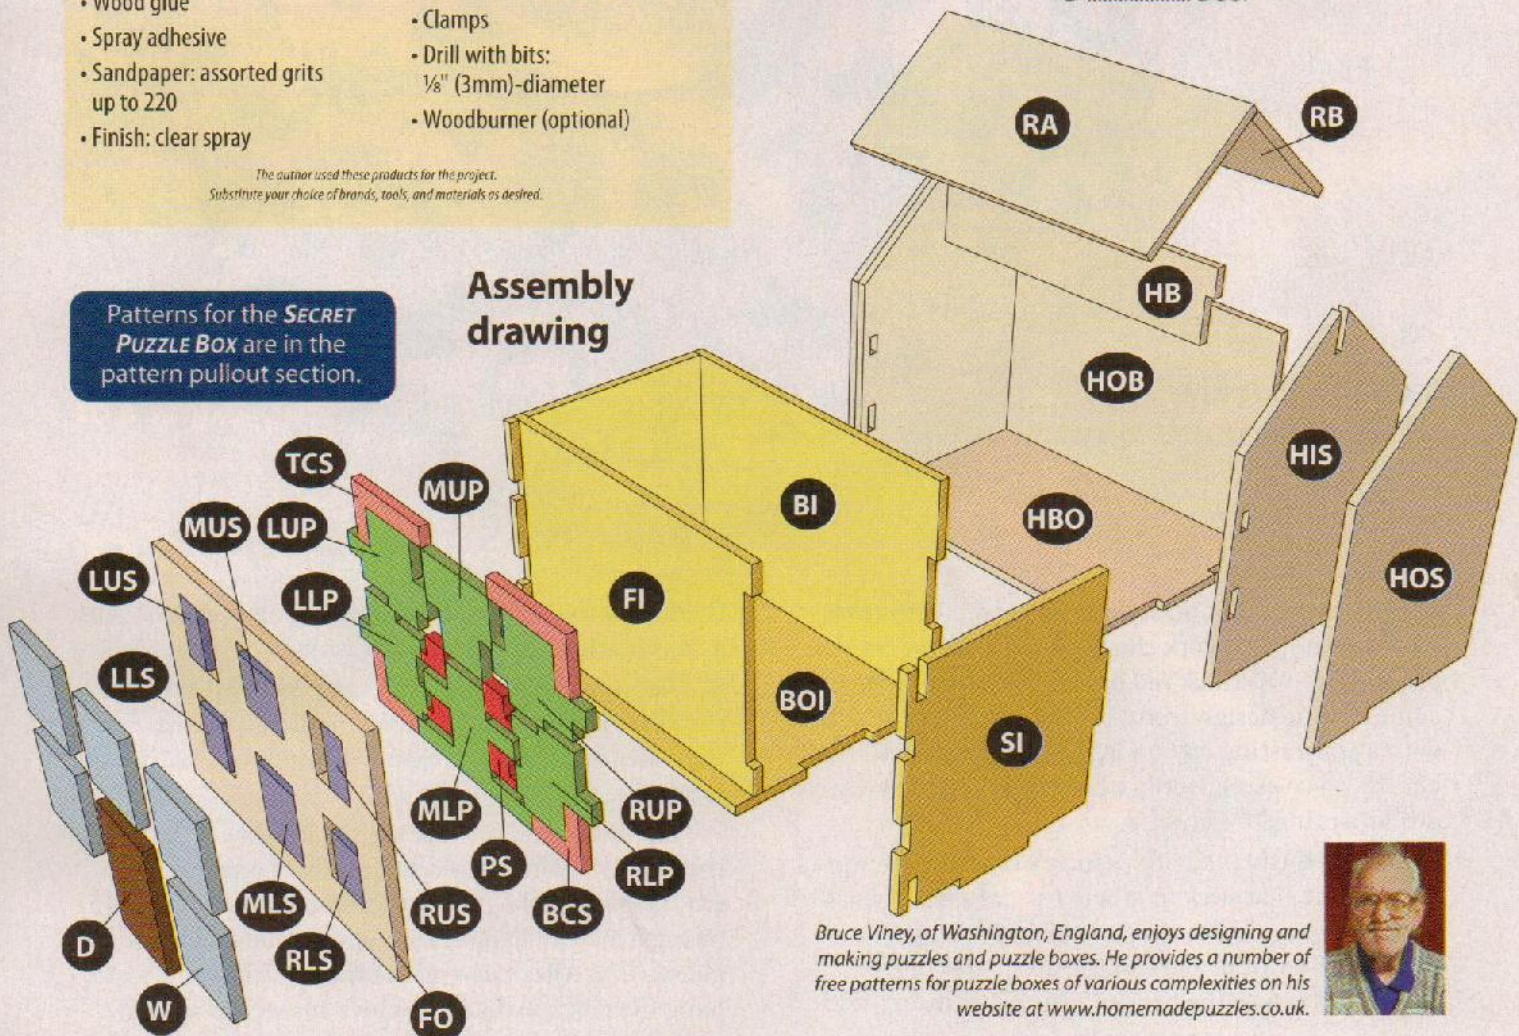 • Wood glue
• Spray adhesive
• Sandpaper: assorted grits
up to 220
• Finish: clear spray
• Clamps
• Drill with bits:
⅛" (3mm)-diameter
• Woodburner (optional)
The author used these products for the project.
Substitute your choice of brands, tools, and materials as desired.
Patterns for the SECRET
PUZZLE BOX are in the
pattern pullout section.
Assembly
drawing
RA
RB
HB
HOB
HIS
HOS
HBO
TCS
MUP
MUS
LUP
LUS
LLP
LLS
BI
FI
BOI
SI
MLP
RUP
PS
RLP
MLS
RUS
BCS
RLS
D
W
FO
Bruce Viney, of Washington, England, enjoys designing and
making puzzles and puzzle boxes. He provides a number of
free patterns for puzzle boxes of various complexities on his
website at www.homemadepuzzles.co.uk.